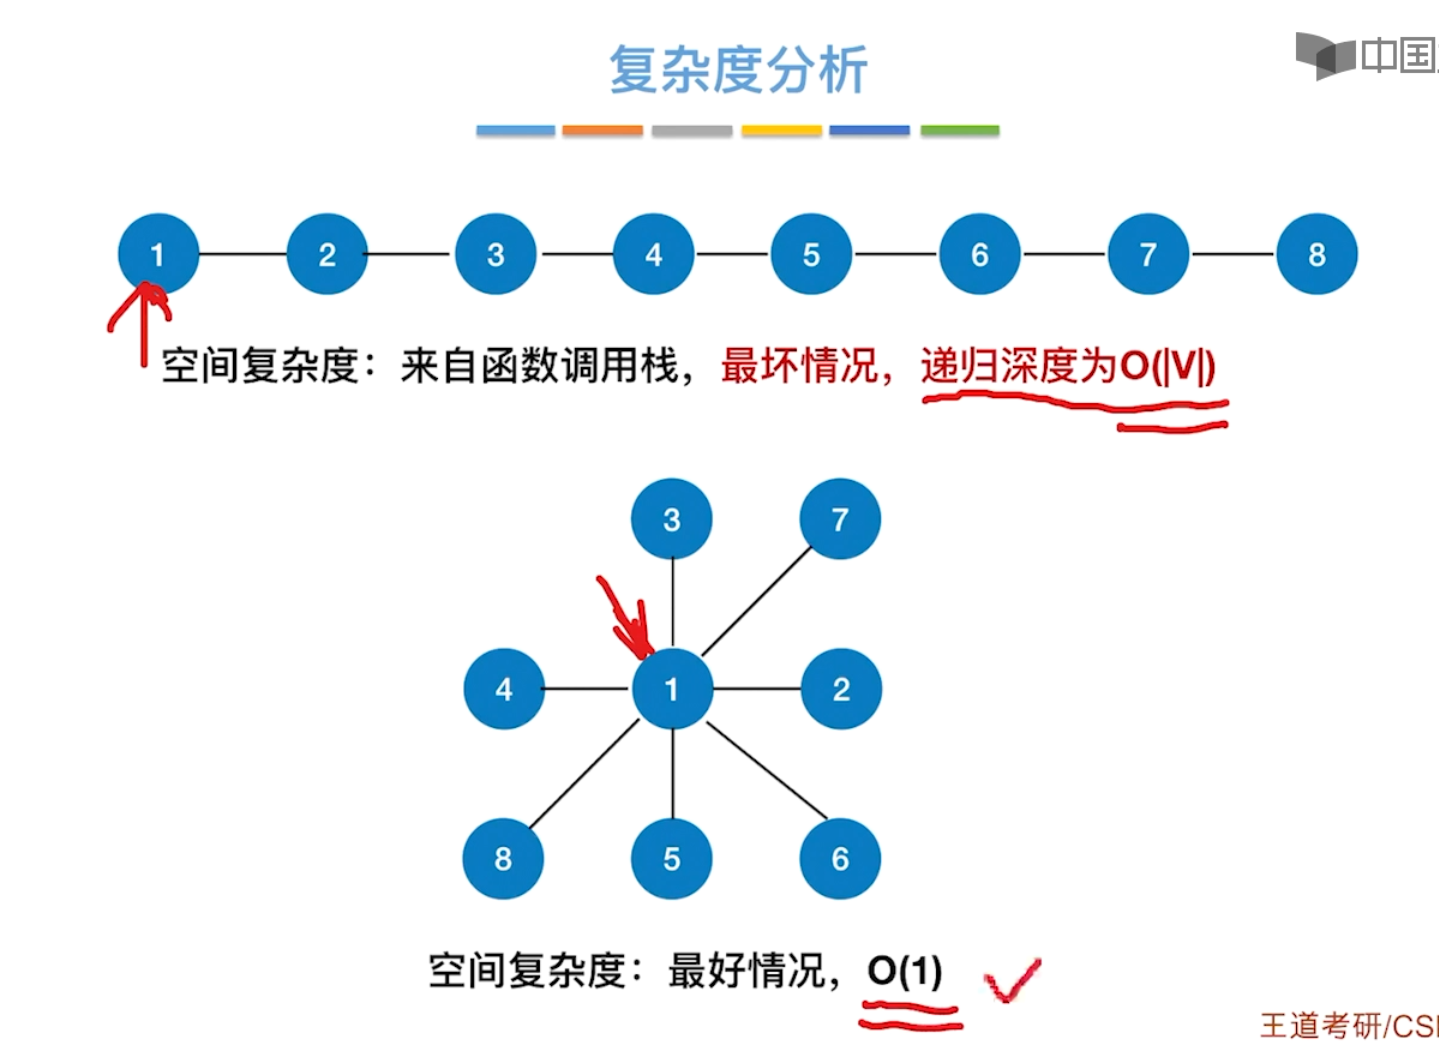 复杂度分析
中国
1 2 3 4 5 6 7 8
空间复杂度：来自函数调用栈，最坏情况，递归深度为O(|V|)
3 7
4 1 2
8 5 6
空间复杂度：最好情况，O(1)
王道考研/CSI